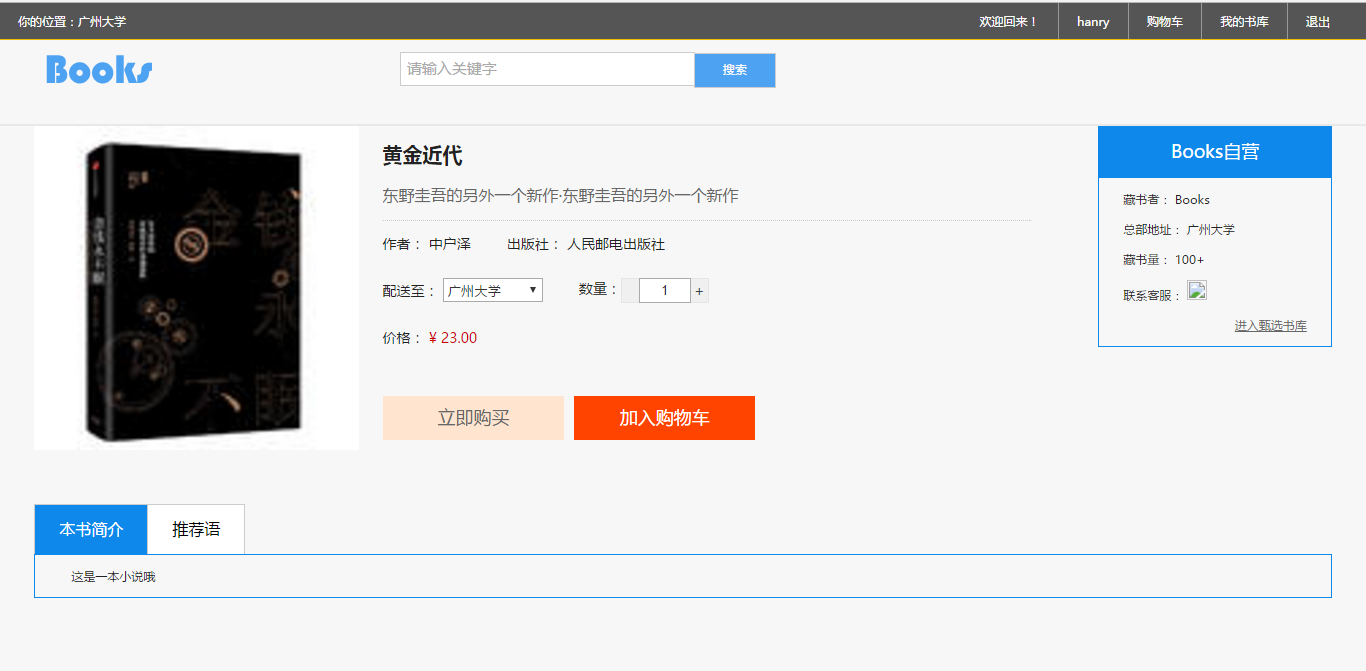 你的位置：广州大学
欢迎回来！ hanry 购物车 我的书库 退出
Books
请输入关键字 搜索
黄金近代
东野圭吾的另外一个新作·东野圭吾的另外一个新作
作者： 中户泽 出版社： 人民邮电出版社
配送至： 广州大学 数量： 1 +
价格： ¥ 23.00
立即购买 加入购物车
Books自营
藏书者： Books
总部地址： 广州大学
藏书量： 100+
联系客服：
进入甄选书库
本书简介 推荐语
这是一本小说哦